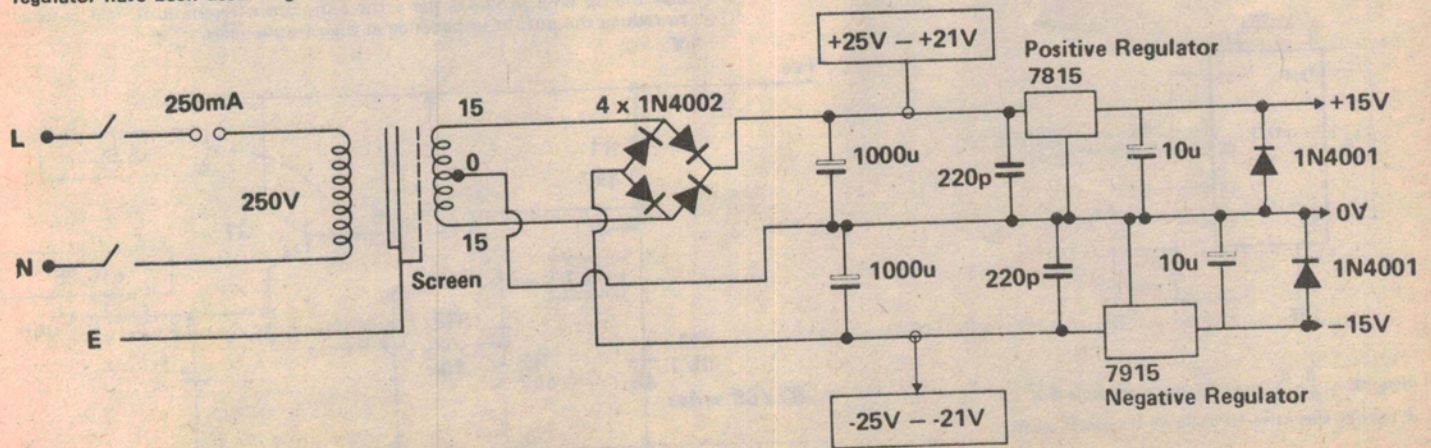 +25V – +21V
Positive Regulator
7815
250mA
15
4 x 1N4002
+15V
L
1000u
10u
1N4001
0
220p
250V
0V
N
15
1000u
10u
1N4001
Screen
220p
E
–15V
7915
Negative Regulator
-25V – -21V